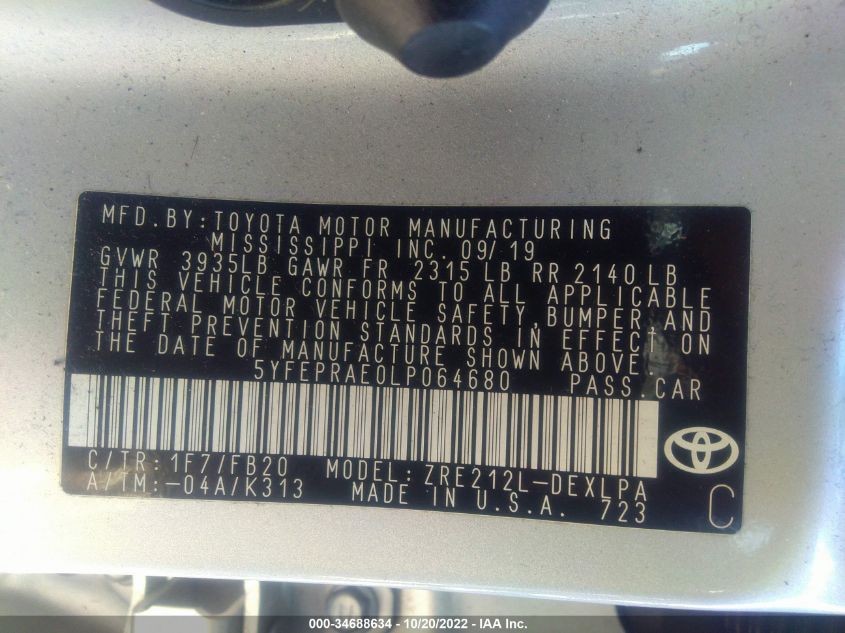 MFD. BY: TOYOTA MOTOR MANUFACTURING
MISSISSIPPI INC. 09/19
GVWR 3935LB GAWR FR 2315 LB RR 2140 LB
THIS VEHICLE CONFORMS TO ALL APPLICABLE
FEDERAL MOTOR VEHICLE SAFETY, BUMPER, AND
THEFT PREVENTION STANDARDS IN EFFECT ON
THE DATE OF MANUFACTURE SHOWN ABOVE.
5YFEPRAE0LP064680 PASS. CAR
C/TR: 1F7/FB20 MODEL: ZRE212L-DEXLPA
A/TM: -04A/K313 MADE IN U.S.A. 723
C
000-34688634 - 10/20/2022 - IAA Inc.